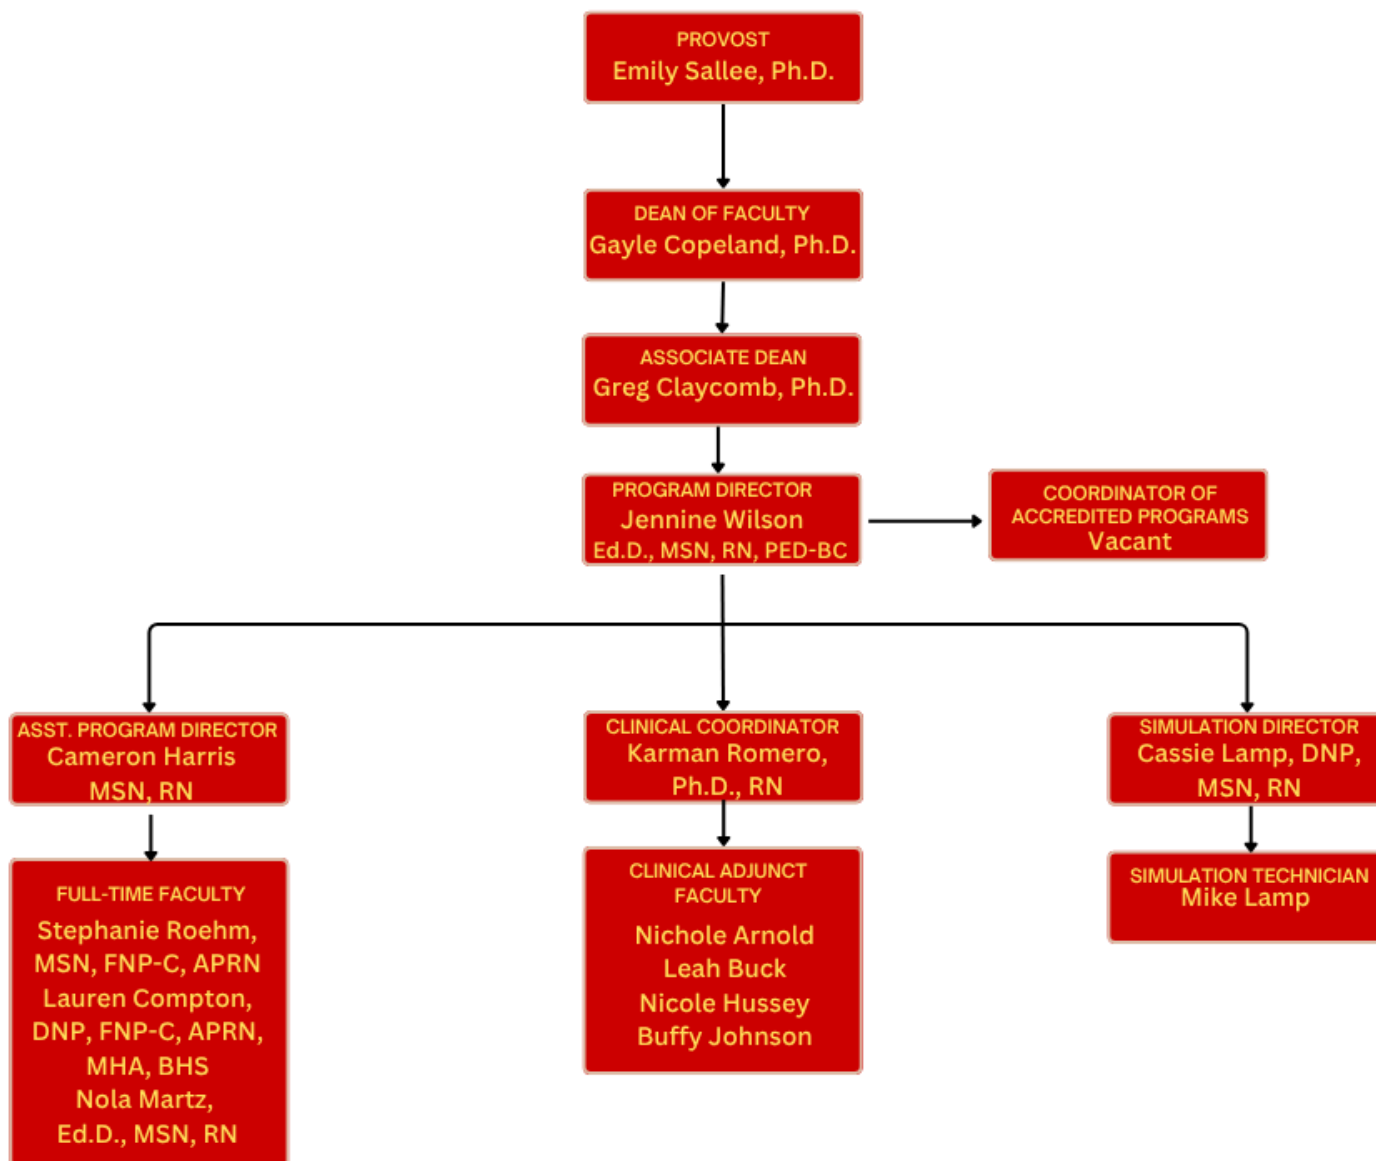 PROVOST
Emily Sallee, Ph.D.
DEAN OF FACULTY
Gayle Copeland, Ph.D.
ASSOCIATE DEAN
Greg Claycomb, Ph.D.
PROGRAM DIRECTOR
Jennine Wilson
Ed.D., MSN, RN, PED-BC
COORDINATOR OF
ACCREDITED PROGRAMS
Vacant
ASST. PROGRAM DIRECTOR
Cameron Harris
MSN, RN
CLINICAL COORDINATOR
Karman Romero,
Ph.D., RN
SIMULATION DIRECTOR
Cassie Lamp, DNP,
MSN, RN
FULL-TIME FACULTY
Stephanie Roehm,
MSN, FNP-C, APRN
Lauren Compton,
DNP, FNP-C, APRN,
MHA, BHS
Nola Martz,
Ed.D., MSN, RN
CLINICAL ADJUNCT
FACULTY
Nichole Arnold
Leah Buck
Nicole Hussey
Buffy Johnson
SIMULATION TECHNICIAN
Mike Lamp